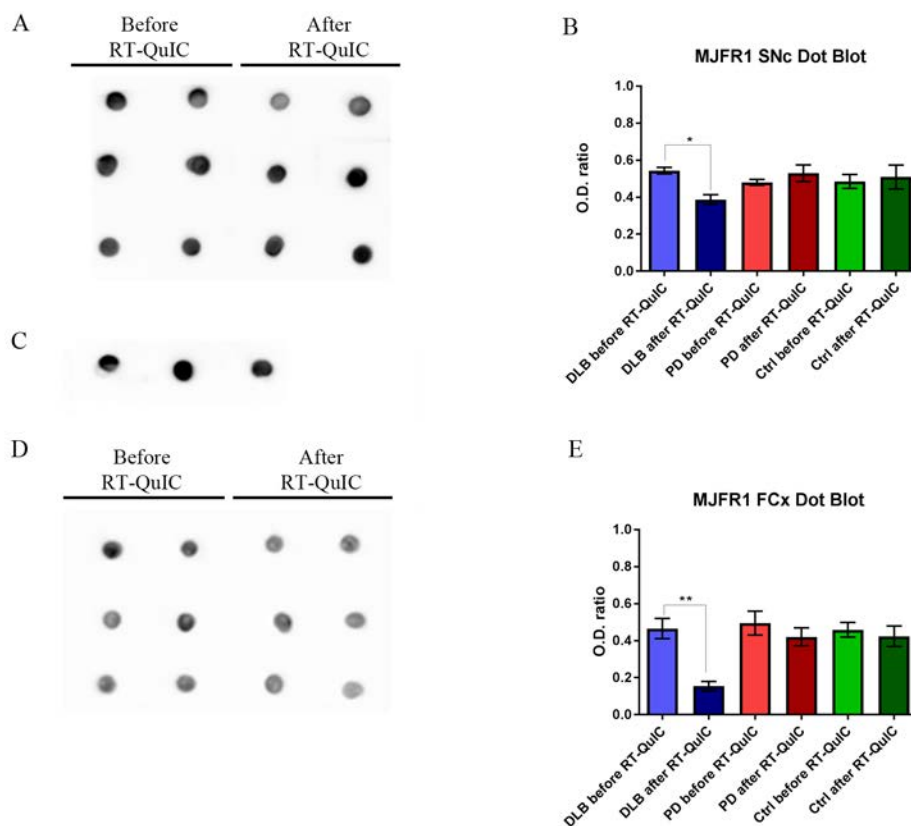 A
Before
RT-QuIC
After
RT-QuIC
B
MJFR1 SNc Dot Blot
O.D. ratio
1.0
0.8
0.6
0.4
0.2
0.0
*
DLB before RT-QuIC
DLB after RT-QuIC
PD before RT-QuIC
PD after RT-QuIC
Ctrl before RT-QuIC
Ctrl after RT-QuIC
C
D
Before
RT-QuIC
After
RT-QuIC
E
MJFR1 FCx Dot Blot
O.D. ratio
1.0
0.8
0.6
0.4
0.2
0.0
**
DLB before RT-QuIC
DLB after RT-QuIC
PD before RT-QuIC
PD after RT-QuIC
Ctrl before RT-QuIC
Ctrl after RT-QuIC